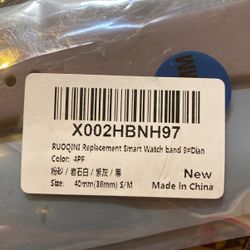 X002HBNH97
RUOQINI Replacement Smart Watch band 9#Dian
Color: 4PF
粉砂 / 岩石白 / 紫灰 / 黑
Size: 40mm(38mm) S/M
New
Made in China